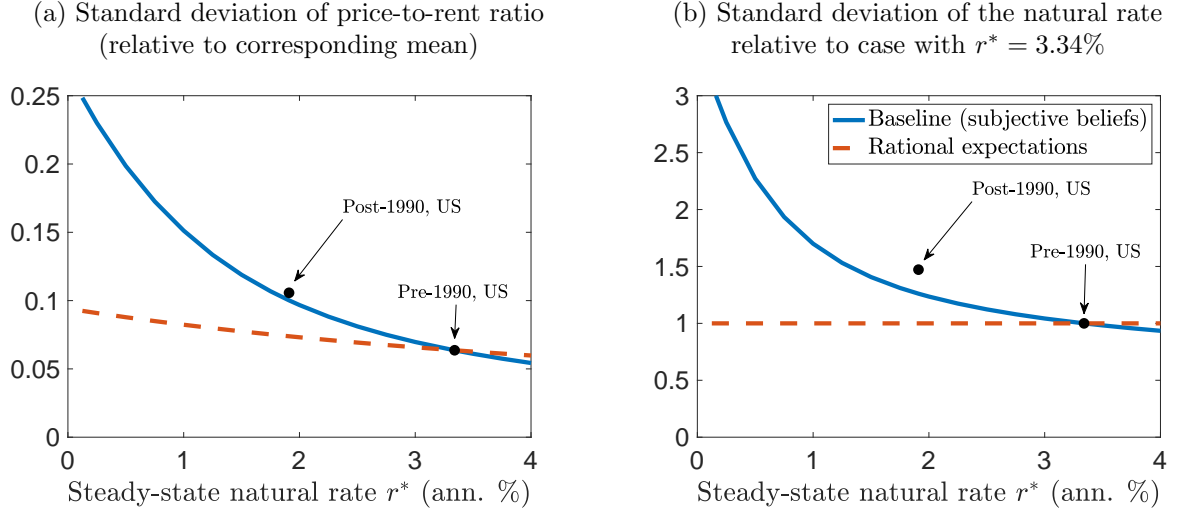 (a) Standard deviation of price-to-rent ratio
(relative to corresponding mean)
0.25
0.2
0.15
0.1
0.05
0
Post-1990, US
Pre-1990, US
0 1 2 3 4
Steady-state natural rate r* (ann. %)
(b) Standard deviation of the natural rate
relative to case with r* = 3.34%
3
2.5
2
1.5
1
0.5
0
Baseline (subjective beliefs)
Rational expectations
Post-1990, US
Pre-1990, US
0 1 2 3 4
Steady-state natural rate r* (ann. %)